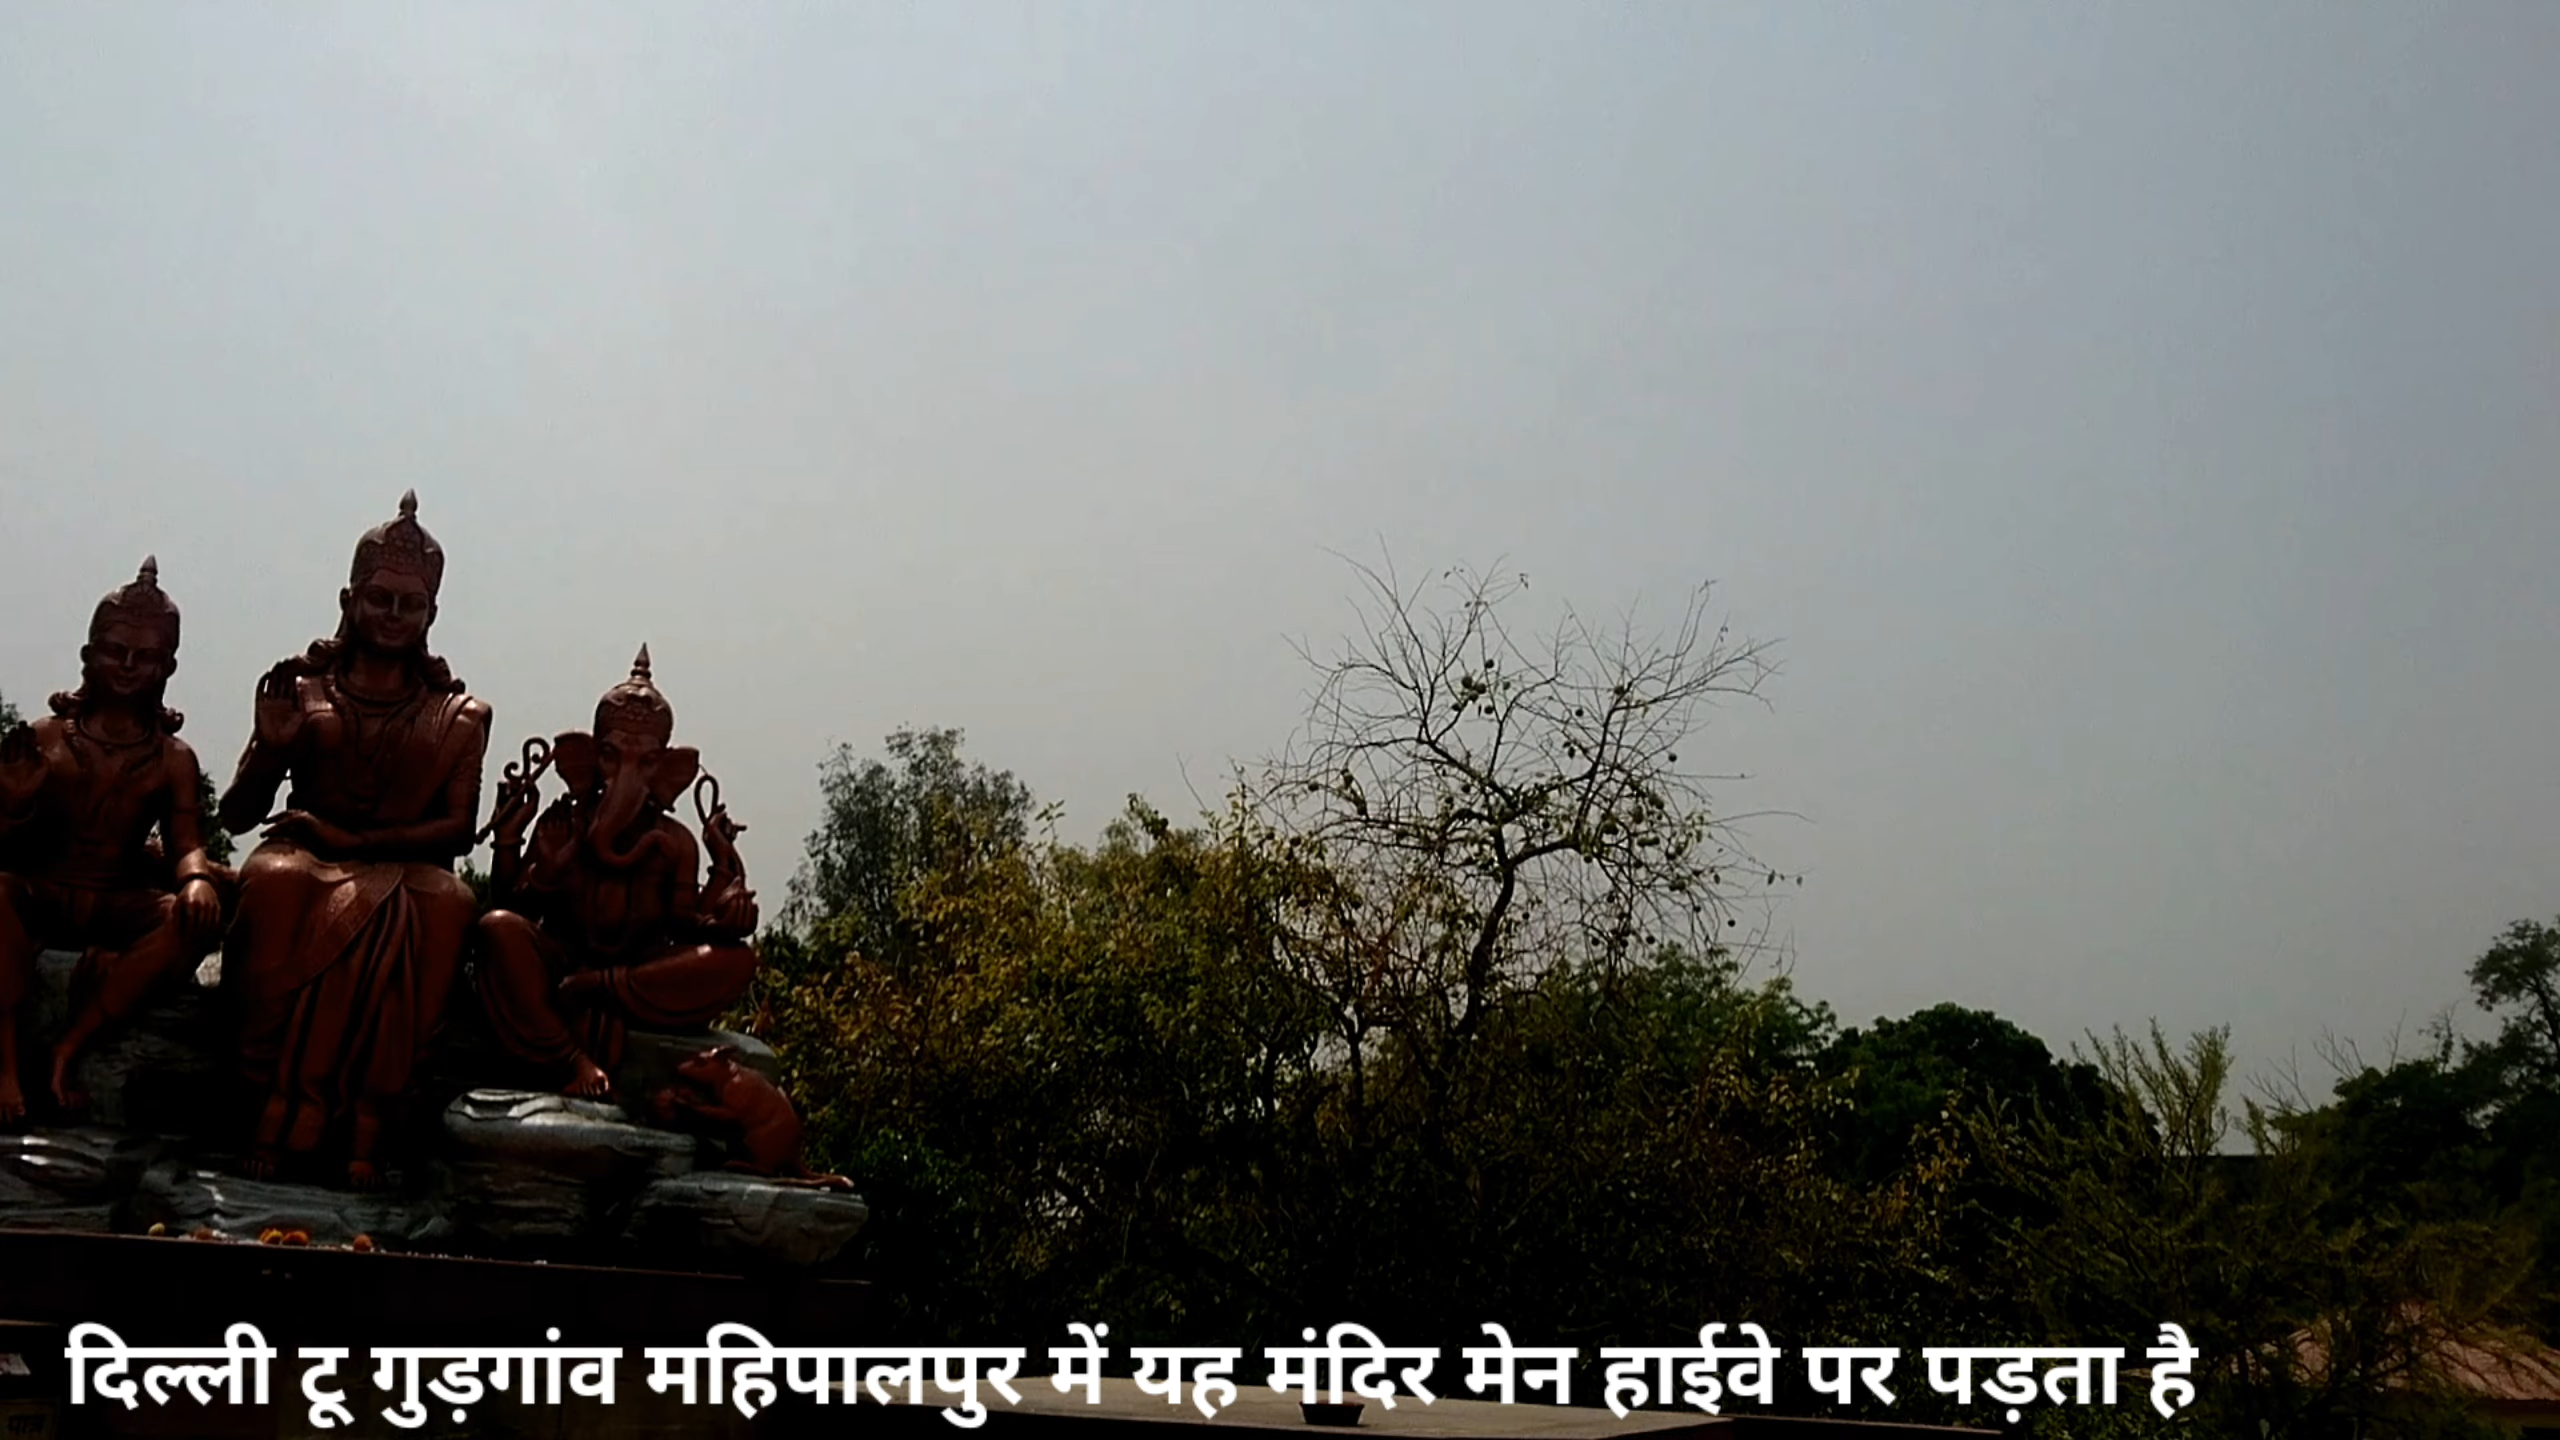 दिल्ली टू गुड़गांव महिपालपुर में यह मंदिर मेन हाईवे पर पड़ता है